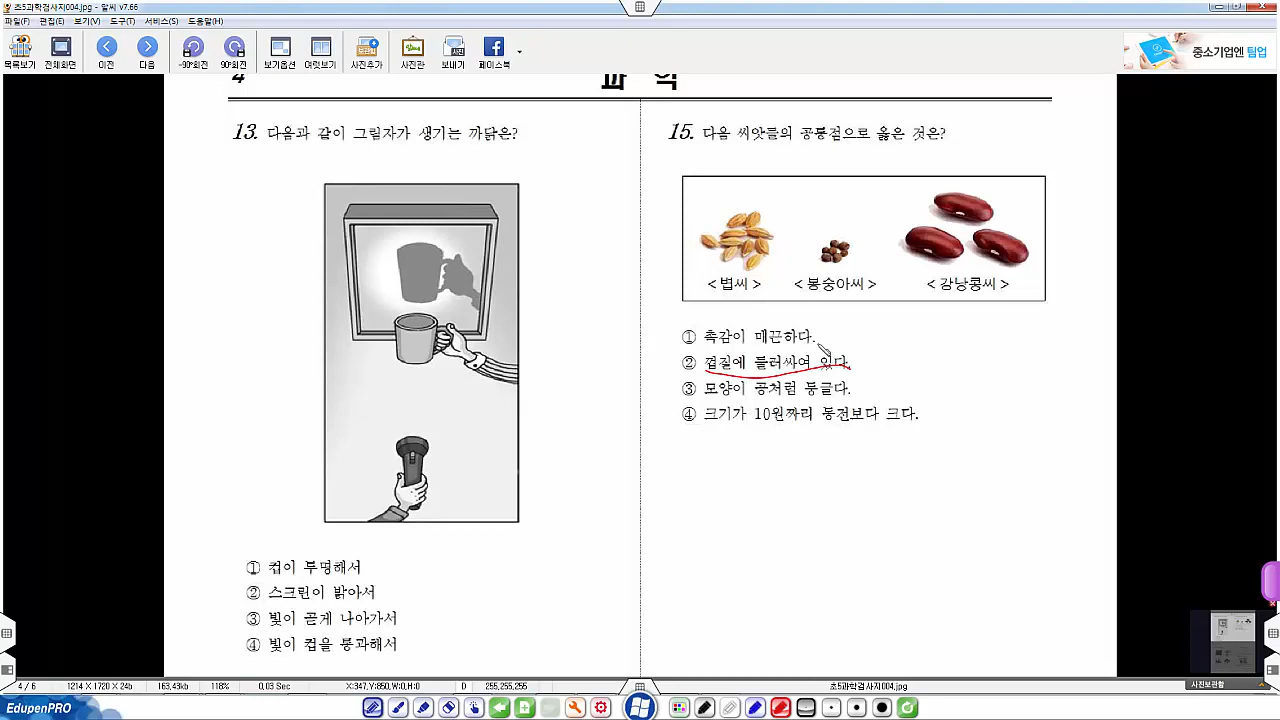 초5과학검사지004.jpg - 알씨 v7.66
파일(F) 편집(E) 보기(V) 도구(T) 서비스(S) 도움말(H)
목록보기 전체화면 이전 다음 -90°회전 90°회전 보기옵션 여럿보기 사진추가 사진관 보내기 페이스북
중소기업엔 팀업
4 과 학
13. 다음과 같이 그림자가 생기는 까닭은?
① 컵이 투명해서
② 스크린이 밝아서
③ 빛이 곧게 나아가서
④ 빛이 컵을 통과해서
15. 다음 씨앗들의 공통점으로 옳은 것은?
< 볍씨 > < 봉숭아씨 > < 강낭콩씨 >
① 촉감이 매끈하다.
② 껍질에 둘러싸여 있다.
③ 모양이 공처럼 둥글다.
④ 크기가 10원짜리 동전보다 크다.
4 / 6 1214 X 1720 X 24b 163.43kb 118% 0.03 Sec X:347,Y:850,W:0,H:0 D 255,255,255 초5과학검사지004.jpg 사진보관함
EdupenPRO